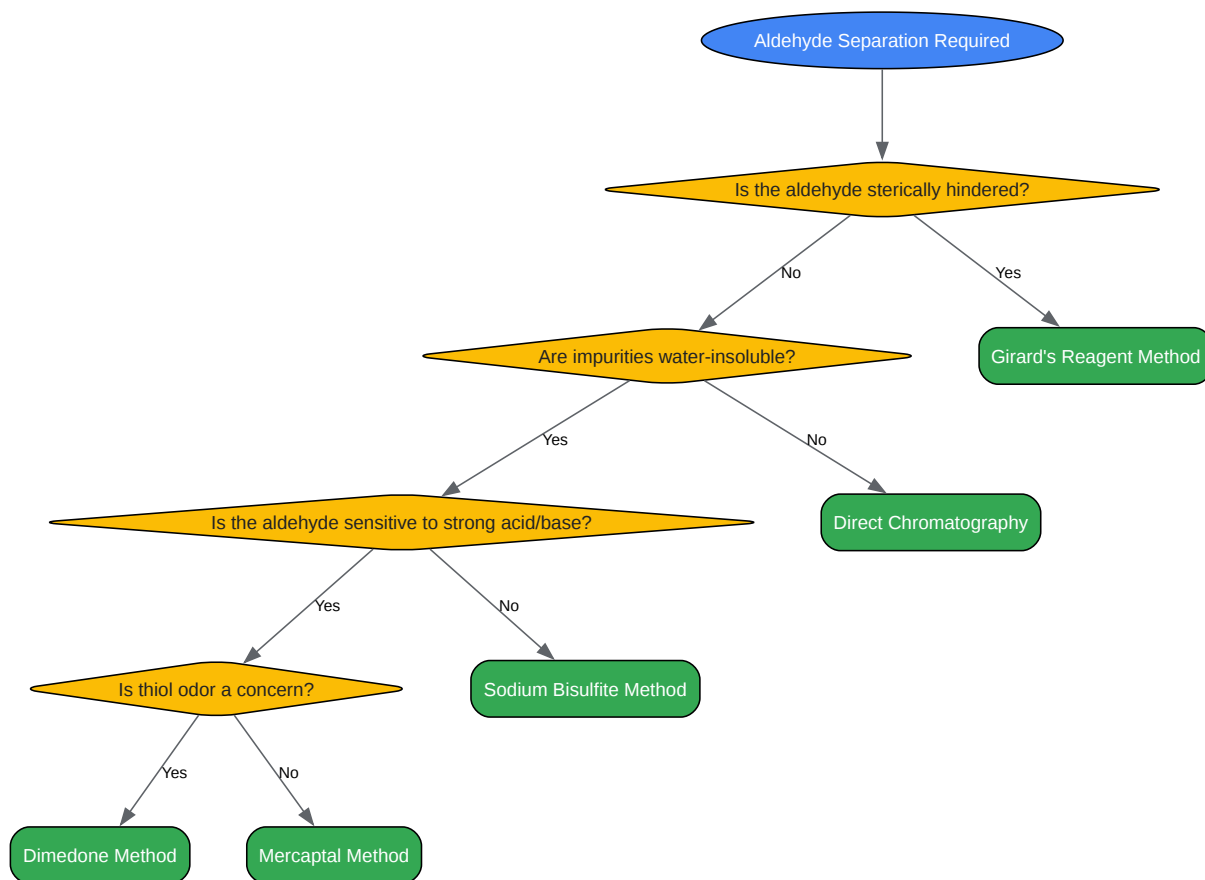 Aldehyde Separation Required
Is the aldehyde sterically hindered?
No
Yes
Are impurities water-insoluble?
Girard's Reagent Method
Yes
No
Is the aldehyde sensitive to strong acid/base?
Direct Chromatography
Yes
No
Is thiol odor a concern?
Sodium Bisulfite Method
Yes
No
Dimedone Method
Mercaptal Method